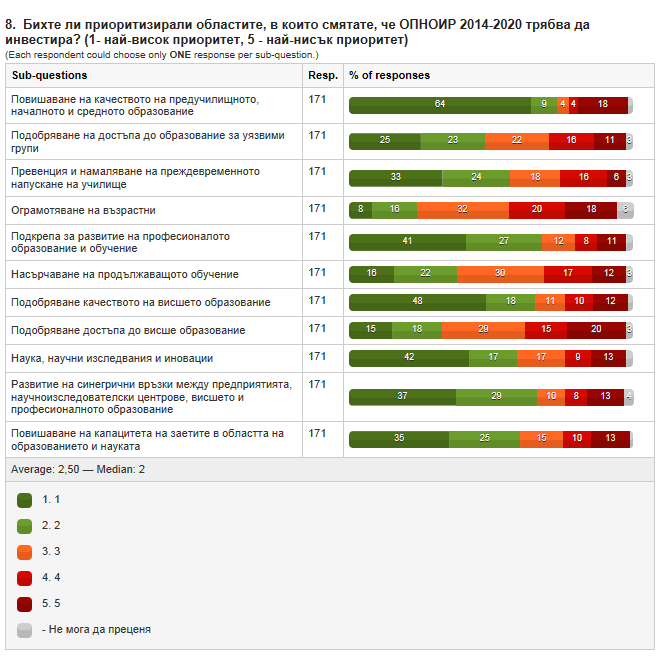 8. Бихте ли приоритизирали областите, в които смятате, че ОПНОИР 2014-2020 трябва да
инвестира? (1- най-висок приоритет, 5 - най-нисък приоритет)
(Each respondent could choose only ONE response per sub-question.)
Sub-questions Resp. % of responses
Повишаване на качеството на предучилищното, 171 64 9 4 4 18
началното и средното образование
Подобряване на достъпа до образование за уязвими 171 25 23 22 16 11 3
групи
Превенция и намаляване на преждевременното 171 33 24 18 16 6 3
напускане на училище
Ограмотяване на възрастни 171 8 16 32 20 18 6
Подкрепа за развитие на професионалото 171 41 27 12 8 11
образование и обучение
Насърчаване на продължаващото обучение 171 16 22 30 17 12 3
Подобряване качеството на висшето образование 171 48 18 11 10 12
Подобряване достъпа до висше образование 171 15 18 29 15 20 3
Наука, научни изследвания и иновации 171 42 17 17 9 13
Развитие на синегрични връзки между предприятията, 171 37 29 10 8 13 4
научноизследователски центрове, висшето и
професионалното образование
Повишаване на капацитета на заетите в областта на 171 35 25 15 10 13
образованието и науката
Average: 2,50 — Median: 2
1. 1
2. 2
3. 3
4. 4
5. 5
- Не мога да преценя